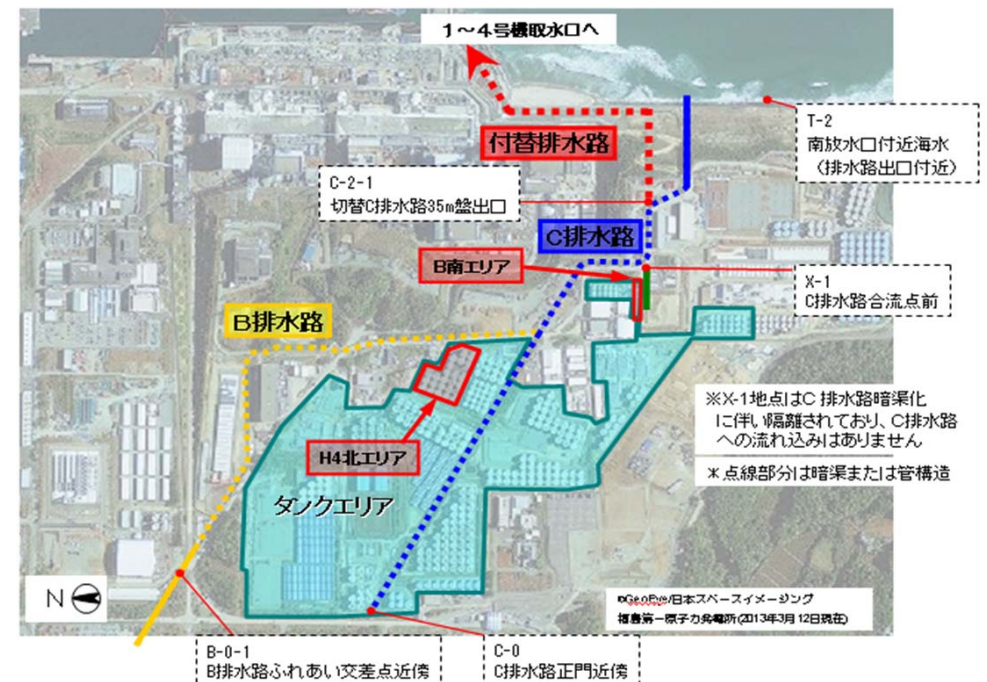 1～4号機取水口へ
付替排水路
T-2
南放水口付近海水
（排水路出口付近）
C-2-1
切替C排水路35m盤出口
C排水路
B南エリア
X-1
C排水路合流点前
B排水路
※X-1地点はC 排水路暗渠化
に伴い隔離されており、C排水路
への流れ込みはありません
＊点線部分は暗渠または管構造
H4北エリア
タンクエリア
N
©GeoEye/日本スペースイメージング
福島第一原子力発電所(2013年3月12日現在)
B-0-1
B排水路ふれあい交差点近傍
C-0
C排水路正門近傍